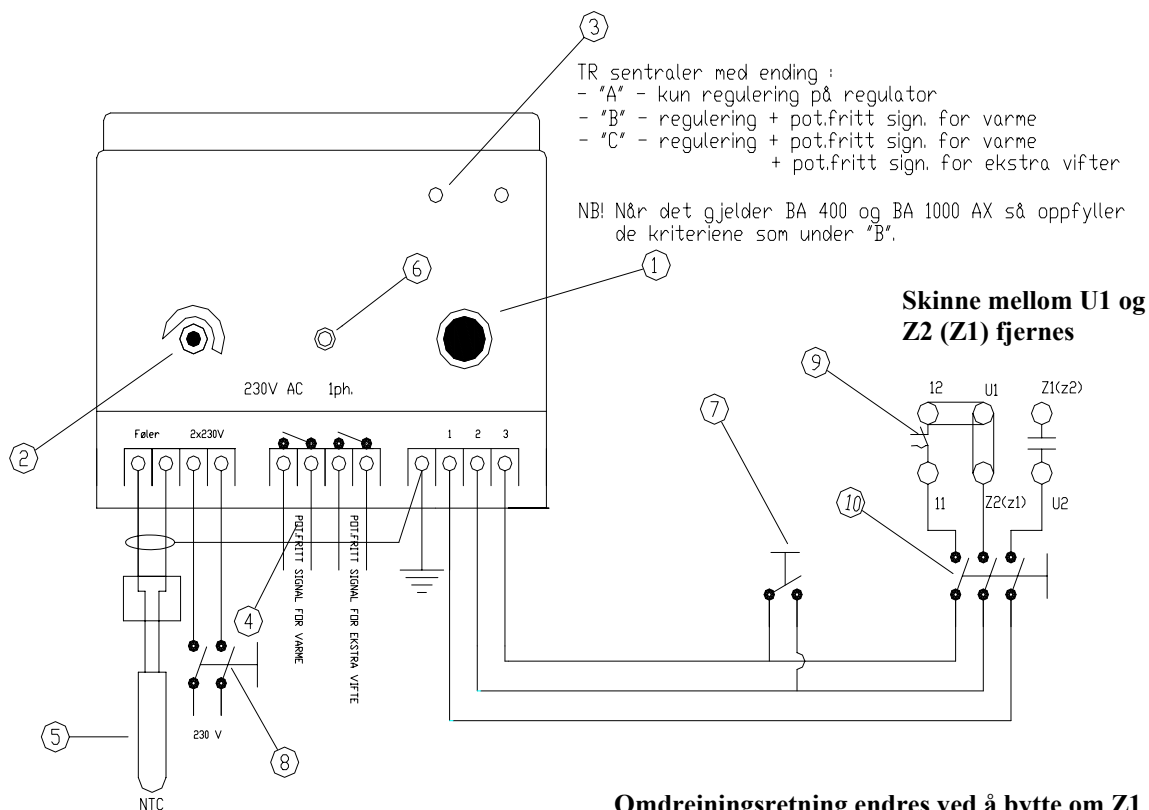 3
TR sentraler med ending :
- "A" - kun regulering på regulator
- "B" - regulering + pot.fritt sign. for varme
- "C" - regulering + pot.fritt sign. for varme
+ pot.fritt sign. for ekstra vifter
NB! Når det gjelder BA 400 og BA 1000 AX så oppfyller
de kriteriene som under "B".
6
1
Skinne mellom U1 og
Z2 (Z1) fjernes
2
230V AC 1ph.
9
12 U1 Z1(z2)
7
Føler 2x230V 1 2 3
10
11 Z2(z1) U2
POT.FRITT SIGNAL FOR VARME
POT.FRITT SIGNAL FOR EKSTRA VIFTE
4
5
230 V
8
NTC
Omdreiningsretning endres ved å bytte om Z1